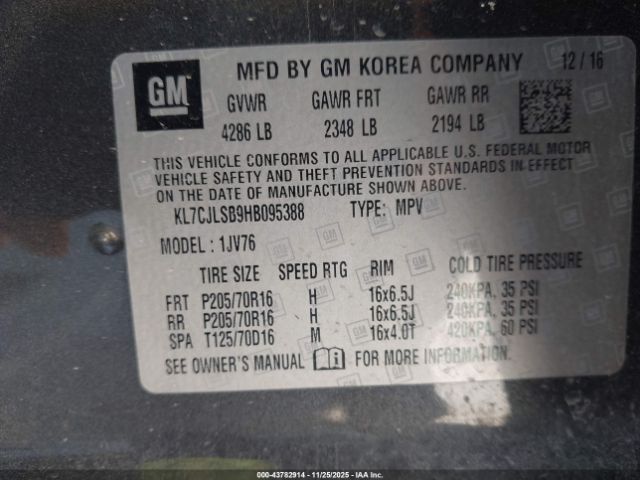 GM
MFD BY GM KOREA COMPANY 12/16
GVWR GAWR FRT GAWR RR
4286 LB 2348 LB 2194 LB
THIS VEHICLE CONFORMS TO ALL APPLICABLE U.S. FEDERAL MOTOR
VEHICLE SAFETY AND THEFT PREVENTION STANDARDS IN EFFECT
ON THE DATE OF MANUFACTURE SHOWN ABOVE.
KL7CJLSB9HB095388 TYPE: MPV
MODEL: 1JV76
TIRE SIZE SPEED RTG RIM COLD TIRE PRESSURE
FRT P205/70R16 H 16x6.5J 240KPA, 35 PSI
RR P205/70R16 H 16x6.5J 240KPA, 35 PSI
SPA T125/70D16 M 16x4.0T 420KPA, 60 PSI
SEE OWNER'S MANUAL FOR MORE INFORMATION.
000-43782914 - 11/25/2025 - IAA Inc.